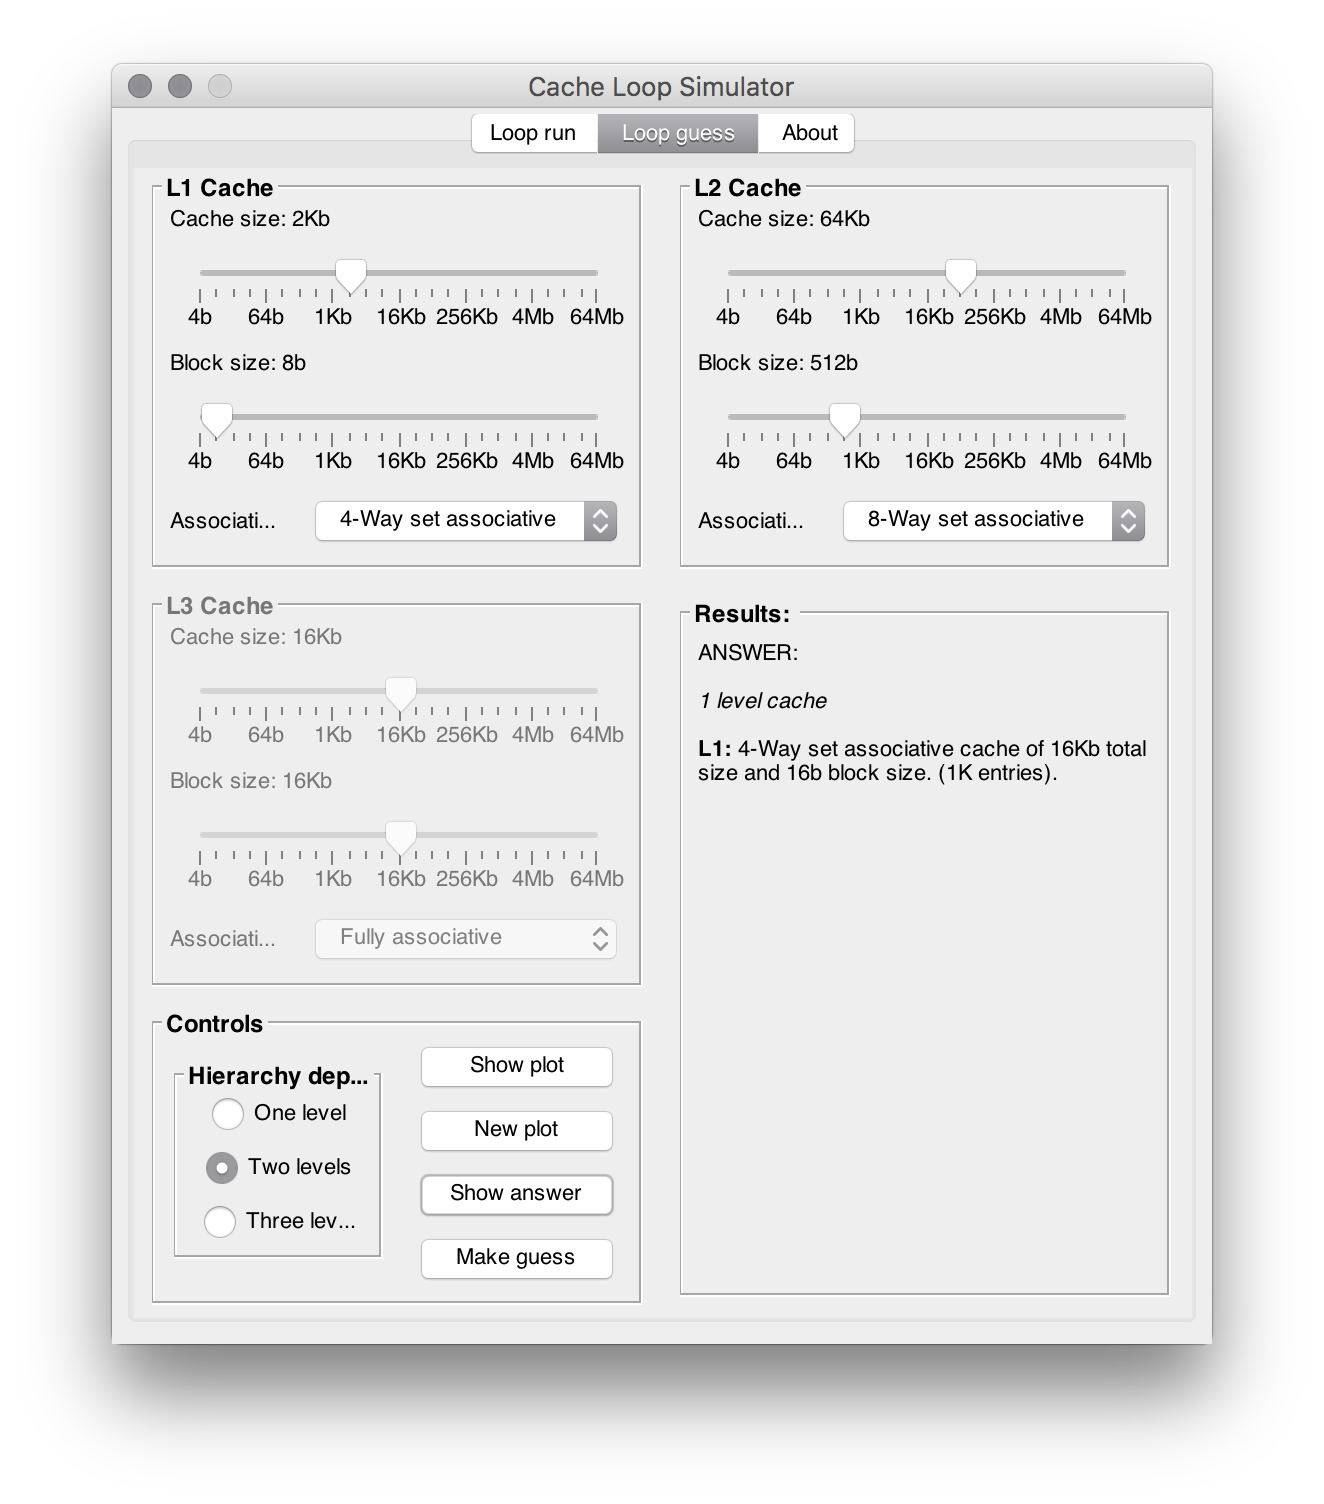 Cache Loop Simulator
Loop run Loop guess About
L1 Cache
Cache size: 2Kb
4b 64b 1Kb 16Kb 256Kb 4Mb 64Mb
Block size: 8b
4b 64b 1Kb 16Kb 256Kb 4Mb 64Mb
Associati... 4-Way set associative
L2 Cache
Cache size: 64Kb
4b 64b 1Kb 16Kb 256Kb 4Mb 64Mb
Block size: 512b
4b 64b 1Kb 16Kb 256Kb 4Mb 64Mb
Associati... 8-Way set associative
L3 Cache
Cache size: 16Kb
4b 64b 1Kb 16Kb 256Kb 4Mb 64Mb
Block size: 16Kb
4b 64b 1Kb 16Kb 256Kb 4Mb 64Mb
Associati... Fully associative
Results:
ANSWER:
1 level cache
L1: 4-Way set associative cache of 16Kb total
size and 16b block size. (1K entries).
Controls
Hierarchy dep...
One level
Two levels
Three lev...
Show plot
New plot
Show answer
Make guess